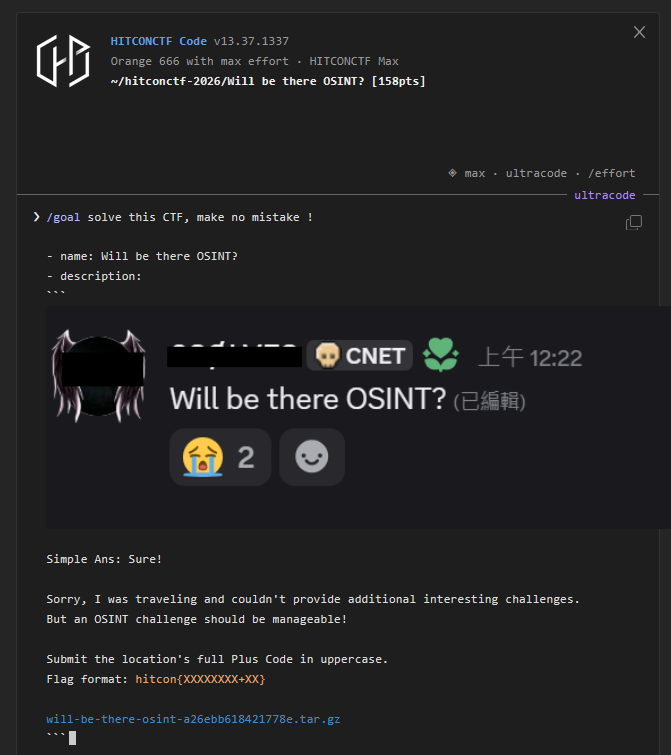 HITCONCTF Code v13.37.1337
Orange 666 with max effort · HITCONCTF Max
~/hitconctf-2026/Will be there OSINT? [158pts]
◈ max · ultracode · /effort
ultracode
❯ /goal solve this CTF, make no mistake !
- name: Will be there OSINT?
- description:
```
CNET 上午 12:22
Will be there OSINT? (已編輯)
2
Simple Ans: Sure!
Sorry, I was traveling and couldn't provide additional interesting challenges.
But an OSINT challenge should be manageable!
Submit the location's full Plus Code in uppercase.
Flag format: hitcon{XXXXXXXX+XX}
will-be-there-osint-a26ebb618421778e.tar.gz
```